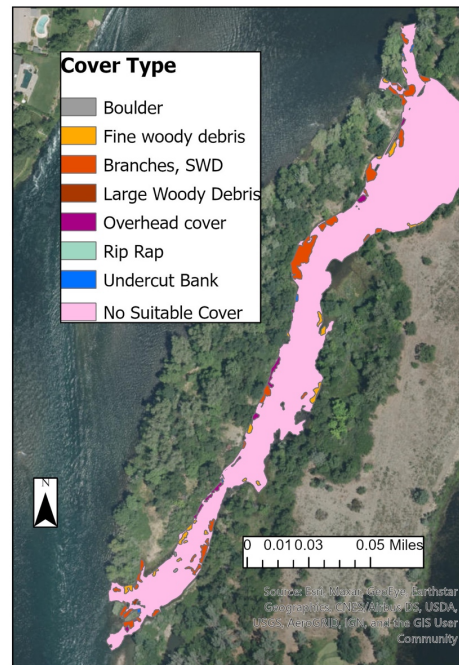 Cover Type
Boulder
Fine woody debris
Branches, SWD
Large Woody Debris
Overhead cover
Rip Rap
Undercut Bank
No Suitable Cover
N
0 0.01 0.03 0.05 Miles
Source: Esri, Maxar, GeoEye, Earthstar
Geographics, CNES/Airbus DS, USDA,
USGS, AeroGRID, IGN, and the GIS User
Community